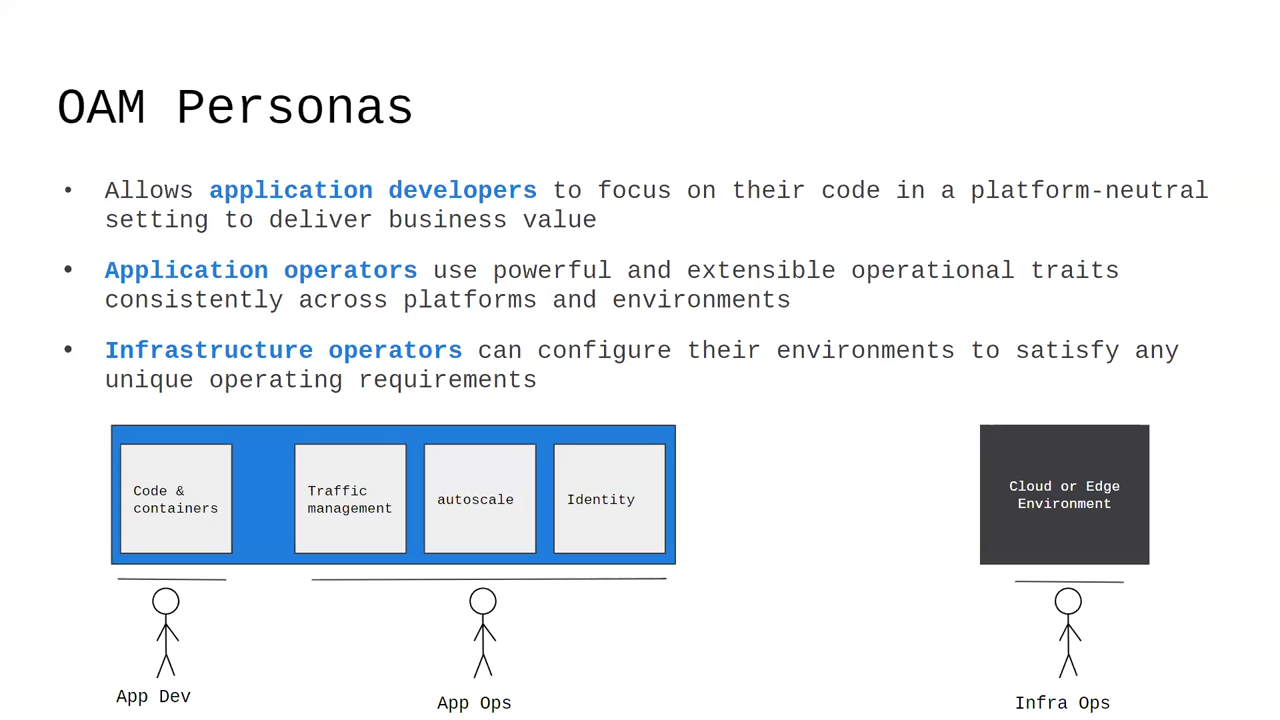 OAM Personas
• Allows application developers to focus on their code in a platform-neutral
setting to deliver business value
• Application operators use powerful and extensible operational traits
consistently across platforms and environments
• Infrastructure operators can configure their environments to satisfy any
unique operating requirements
Code &
containers
Traffic
management
autoscale
Identity
Cloud or Edge
Environment
App Dev
App Ops
Infra Ops